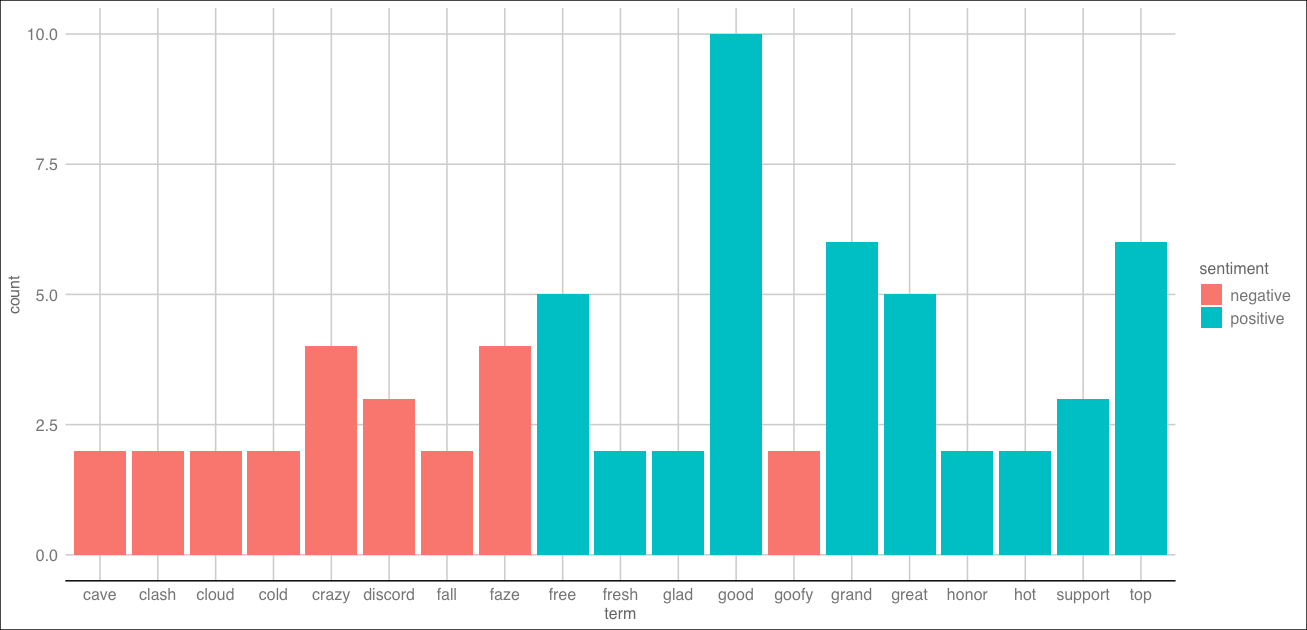 10.0
7.5
5.0
2.5
0.0
count
cave clash cloud cold crazy discord fall faze free fresh glad good goofy grand great honor hot support top
term
sentiment
negative
positive